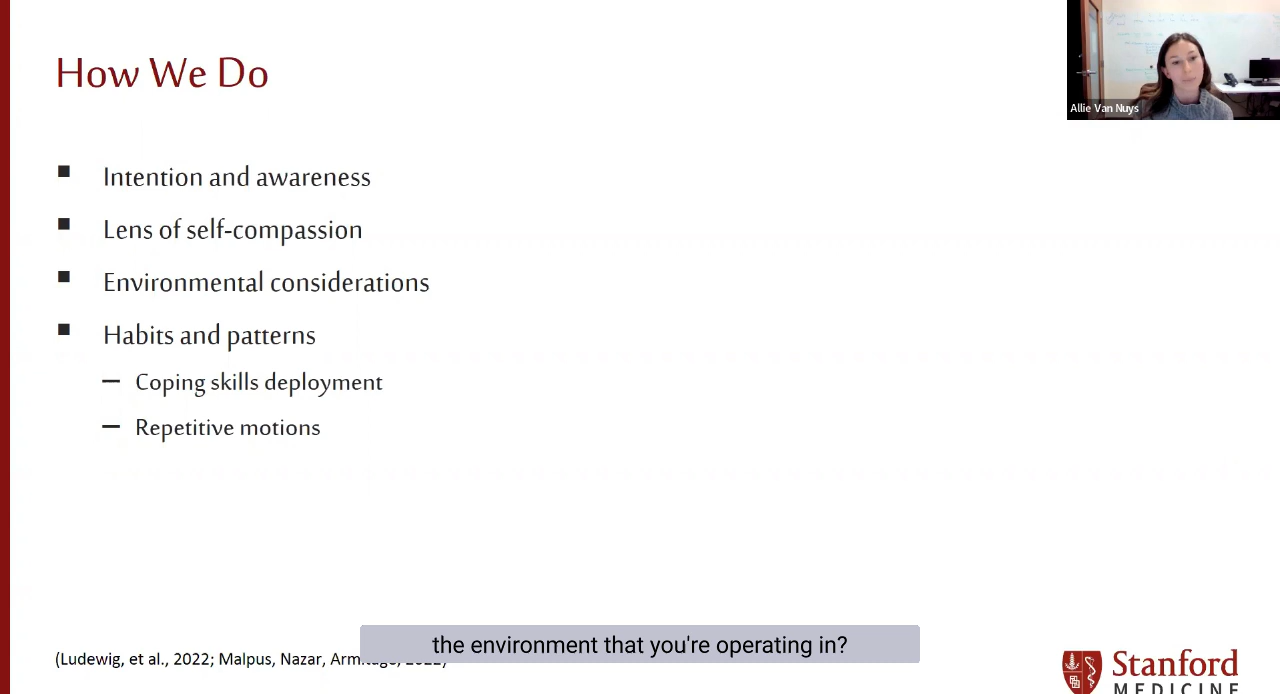 How We Do
Allie Van Nuys
Intention and awareness
Lens of self-compassion
Environmental considerations
Habits and patterns
Coping skills deployment
Repetitive motions
the environment that you're operating in?
(Ludewig, et al., 2022; Malpus, Nazar, Armitage, 2022)
Stanford
MEDICINE